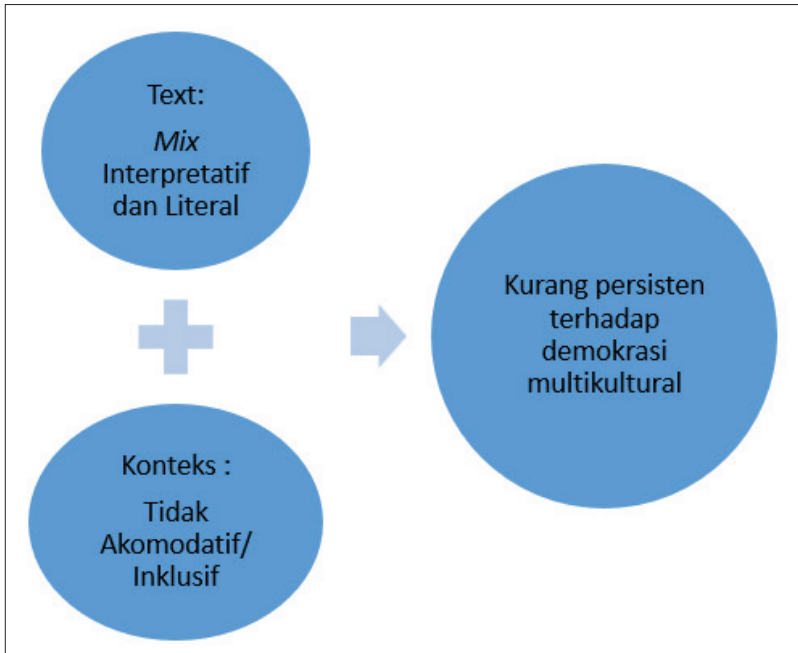 Text:
Mix
Interpretatif
dan Literal
Konteks :
Tidak
Akomodatif/
Inklusif
Kurang persisten
terhadap
demokrasi
multikultural